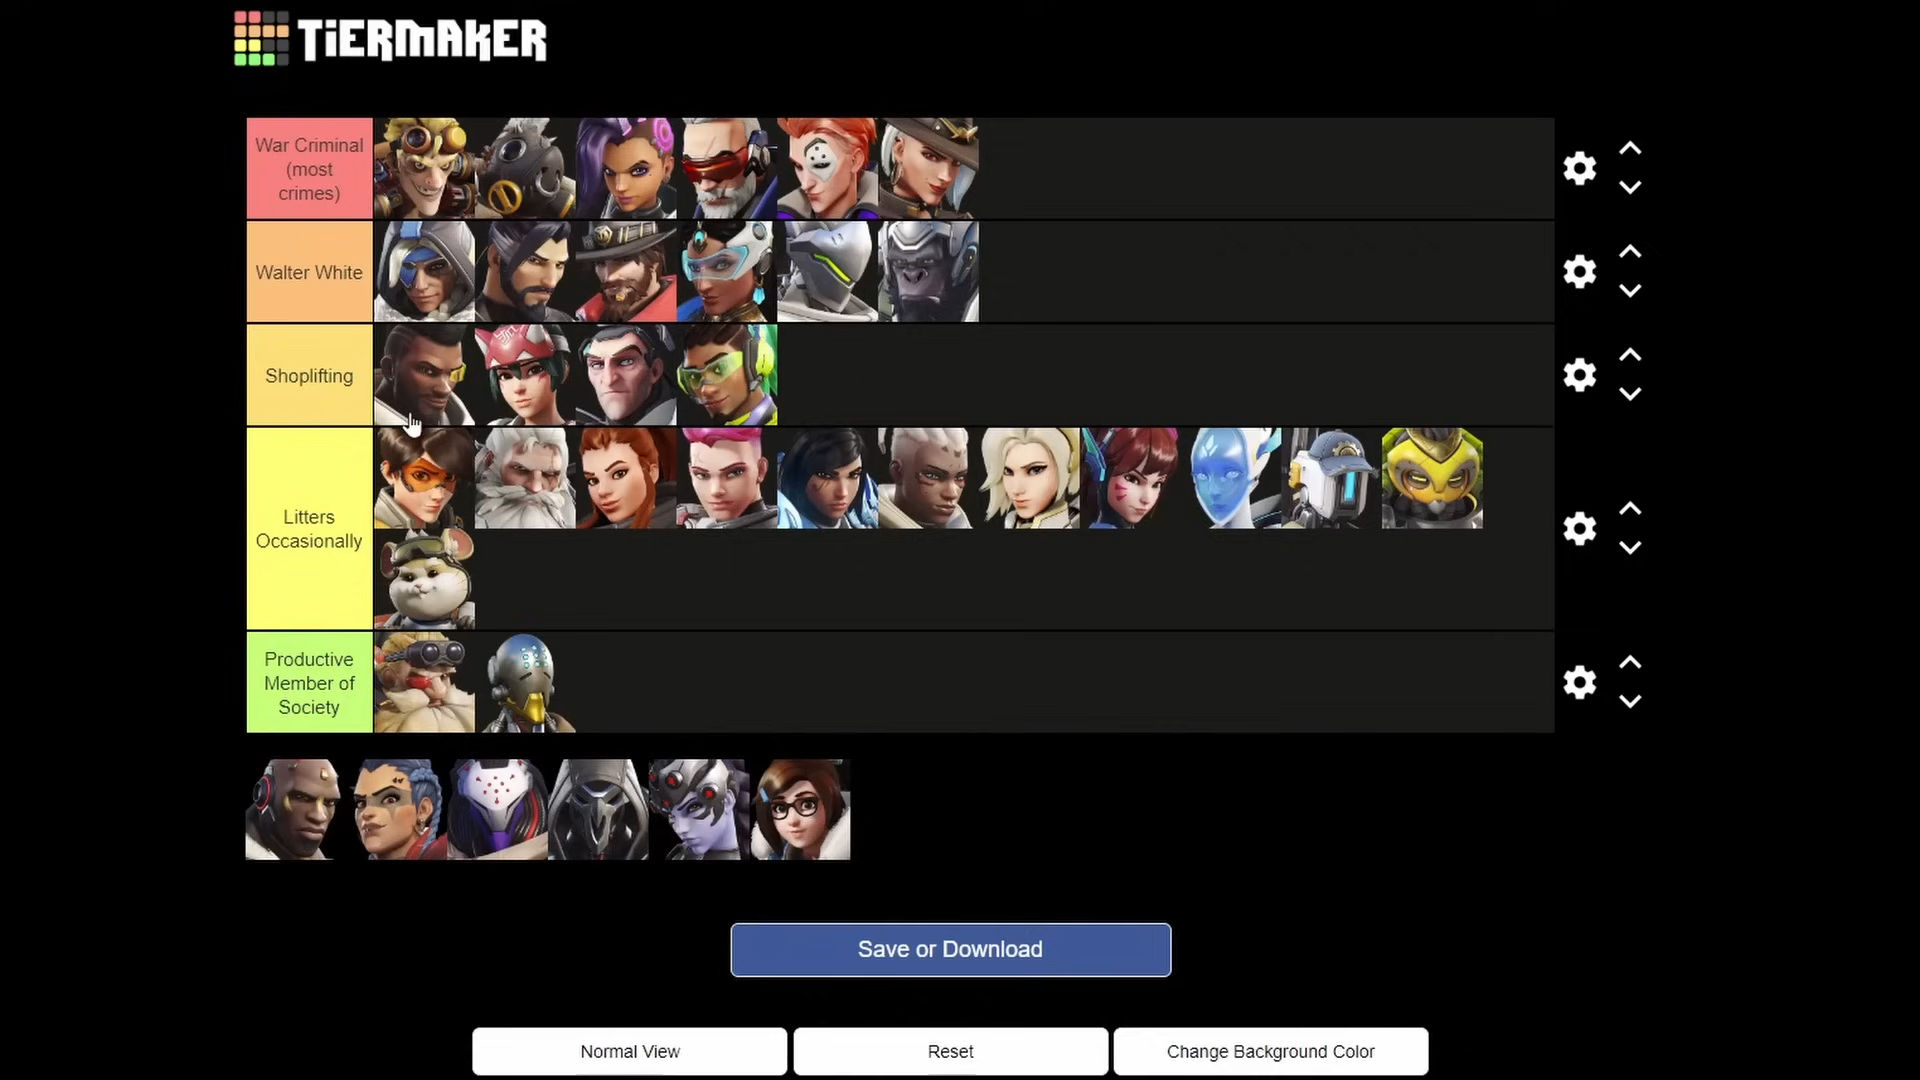 TiERMAKER
War Criminal
(most
crimes)
Walter White
Shoplifting
Litters
Occasionally
Productive
Member of
Society
Save or Download
Normal View
Reset
Change Background Color